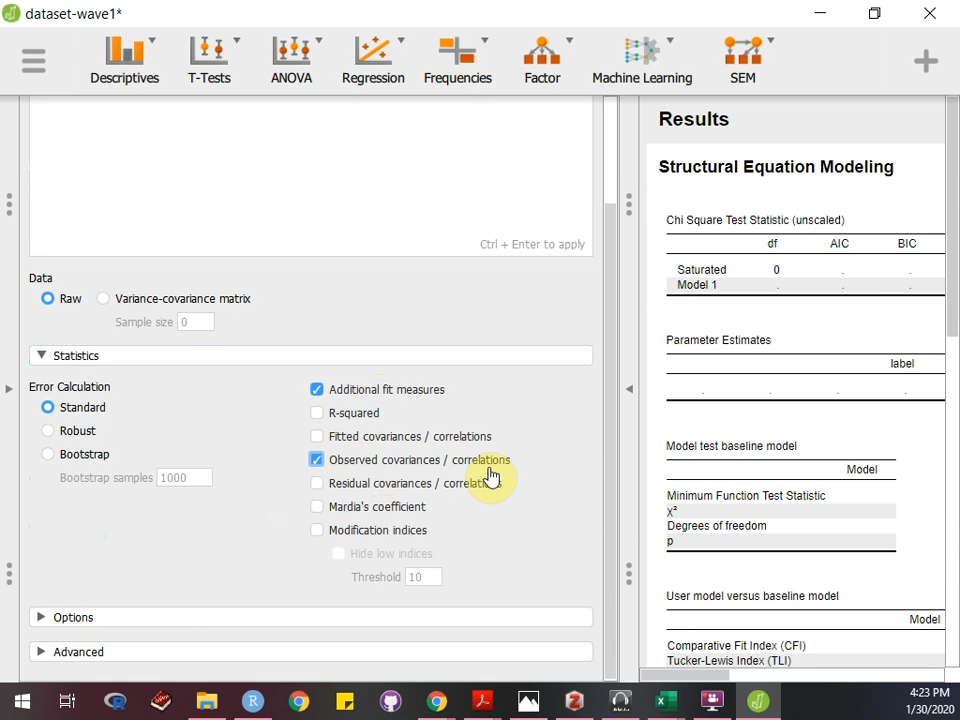 dataset-wave1*
Descriptives
T-Tests
ANOVA
Regression
Frequencies
Factor
Machine Learning
SEM
Ctrl + Enter to apply
Data
Raw
Variance-covariance matrix
Sample size 0
Statistics
Error Calculation
Standard
Robust
Bootstrap
Bootstrap samples 1000
Additional fit measures
R-squared
Fitted covariances / correlations
Observed covariances / correlations
Residual covariances / correlations
Mardia's coefficient
Modification indices
Hide low indices
Threshold 10
Options
Advanced
Results
Structural Equation Modeling
Chi Square Test Statistic (unscaled)
df AIC BIC
Saturated 0 . .
Model 1 . . .
Parameter Estimates
label
. . . .
Model test baseline model
Model
Minimum Function Test Statistic
χ²
Degrees of freedom
p
User model versus baseline model
Model
Comparative Fit Index (CFI)
Tucker-Lewis Index (TLI)
4:23 PM
1/30/2020